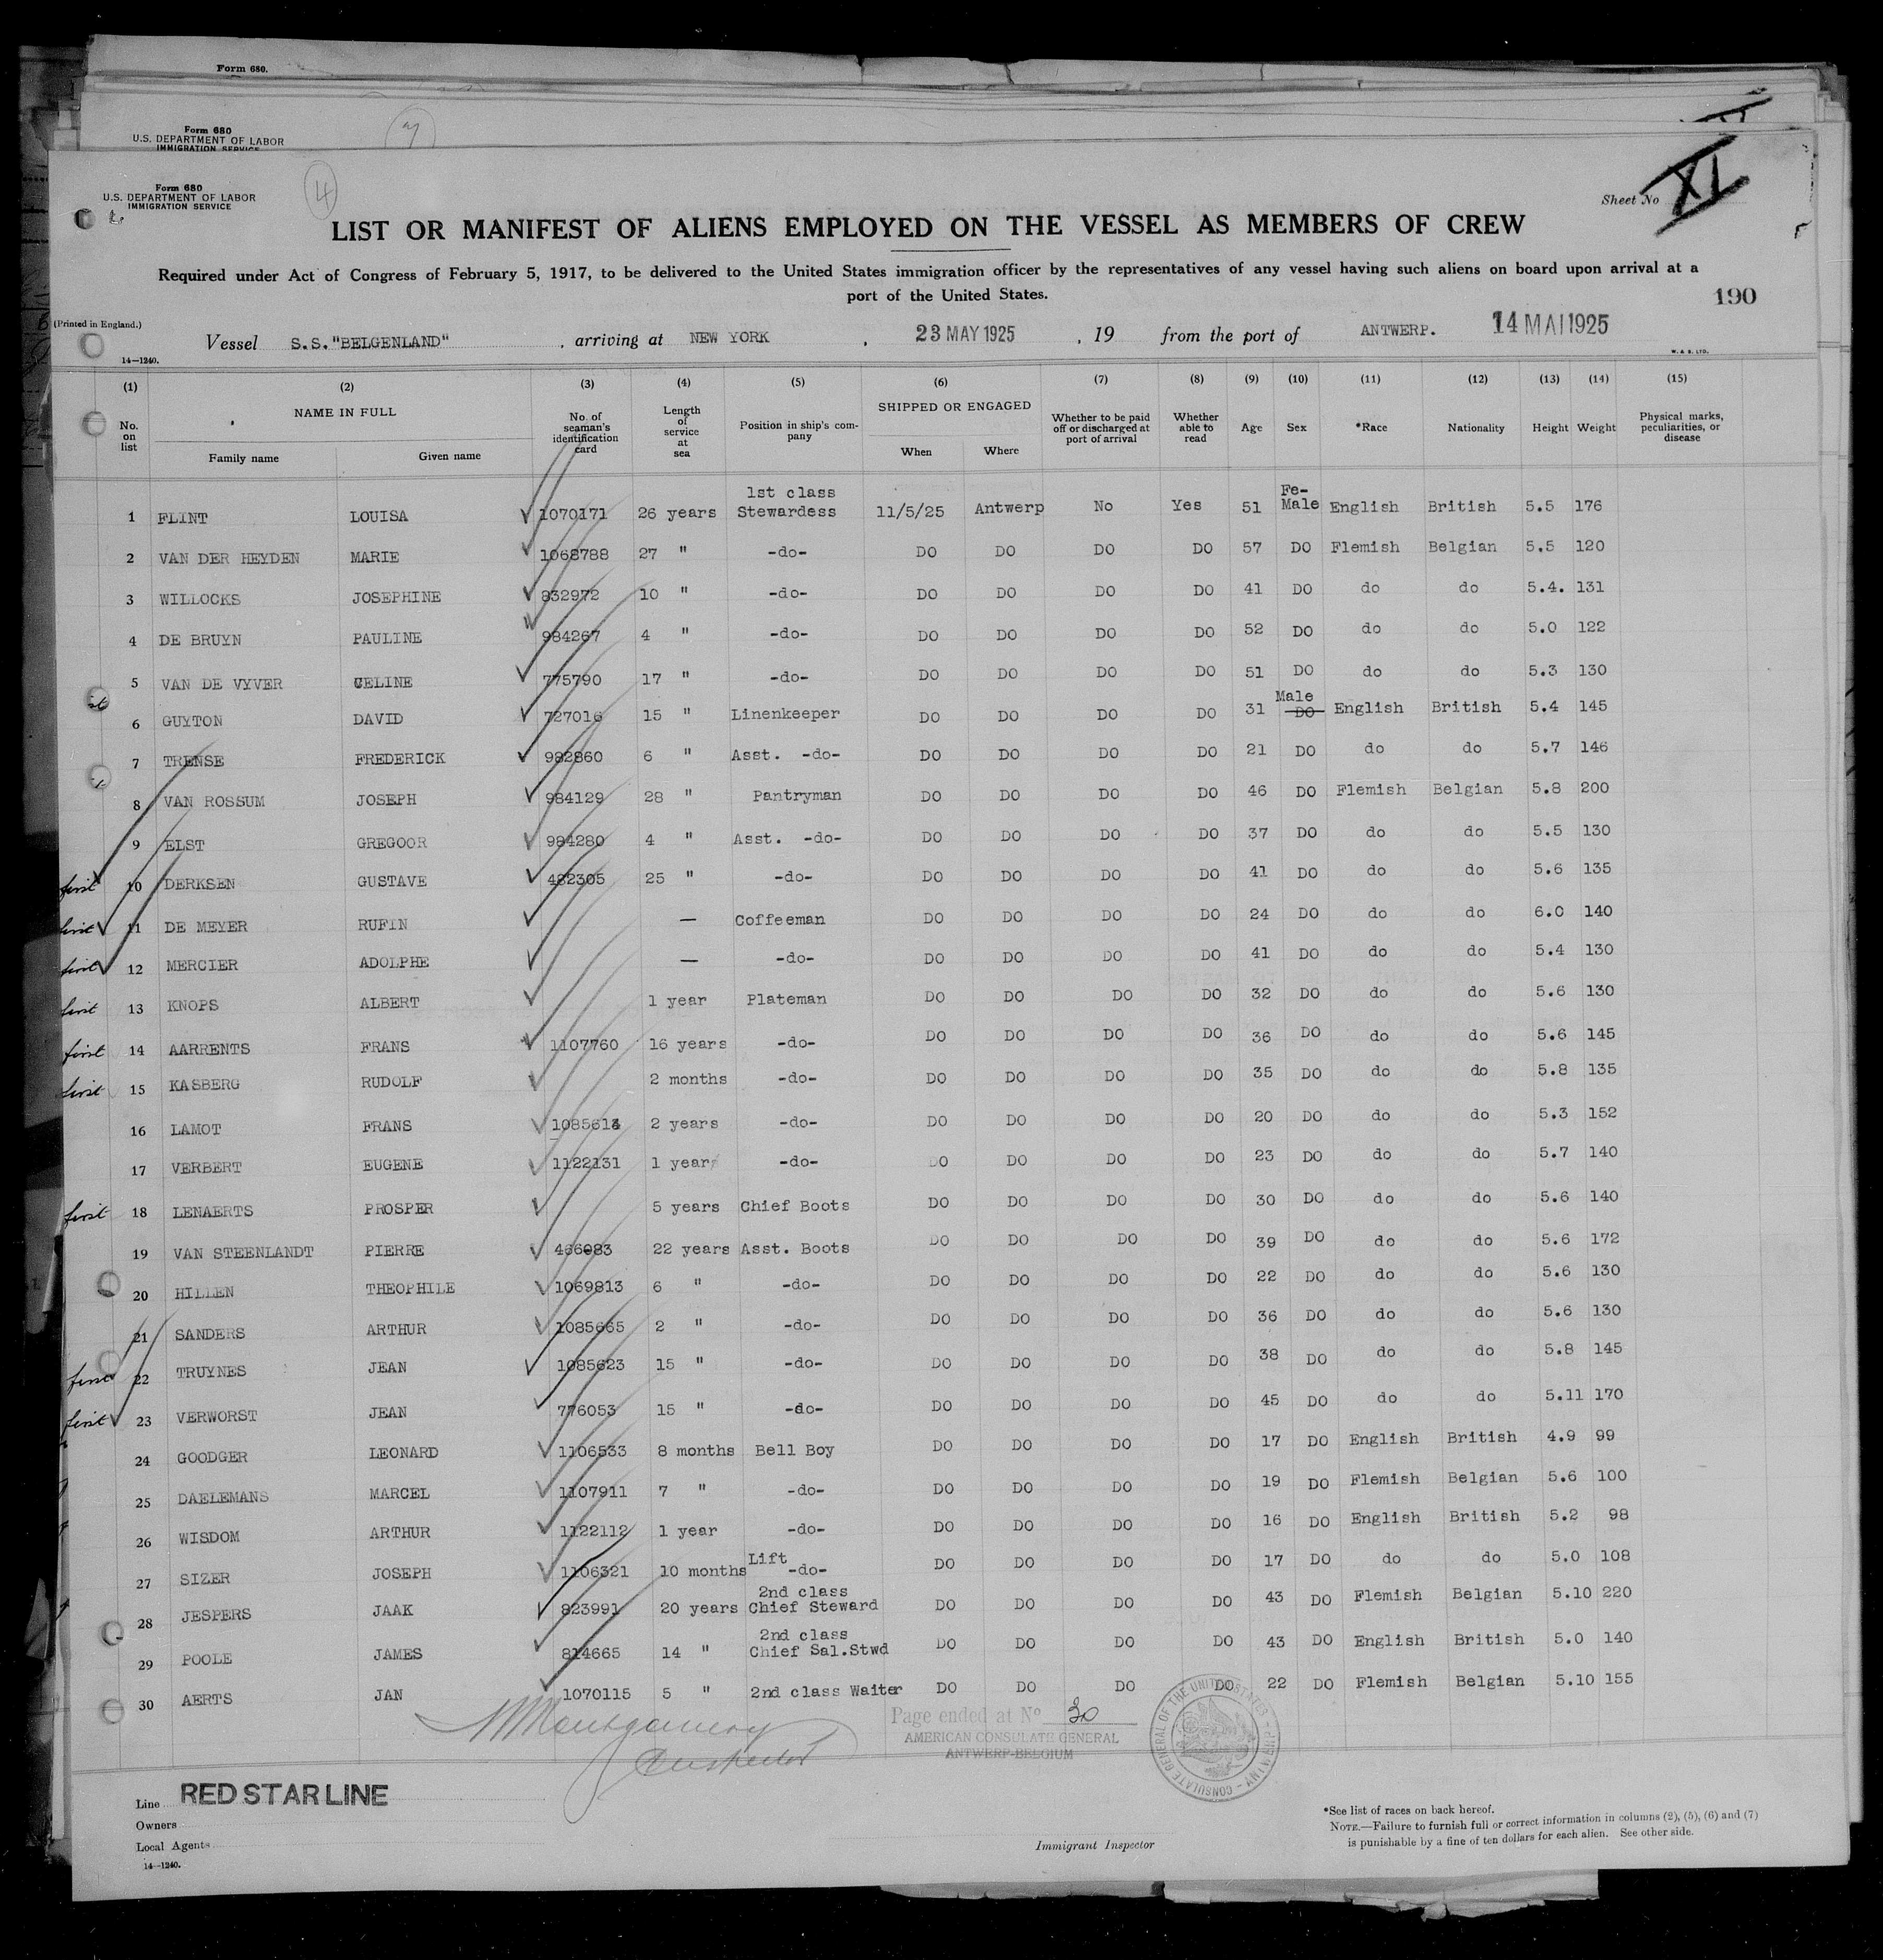 Form 680.
Form 680
U.S. DEPARTMENT OF LABOR
IMMIGRATION SERVICE
7
Form 680
U.S. DEPARTMENT OF LABOR
IMMIGRATION SERVICE
4
Sheet No XI
LIST OR MANIFEST OF ALIENS EMPLOYED ON THE VESSEL AS MEMBERS OF CREW
Required under Act of Congress of February 5, 1917, to be delivered to the United States immigration officer by the representatives of any vessel having such aliens on board upon arrival at a
port of the United States.
190
(Printed in England.)
Vessel S.S."BELGENLAND", arriving at NEW YORK, 23 MAY 1925, 19 from the port of ANTWERP. 14 MAI 1925
14—1240.
W. & S. LTD.
(1) (2) (3) (4) (5) (6) (7) (8) (9) (10) (11) (12) (13) (14) (15)
No. on list NAME IN FULL Family name Given name No. of seaman's identification card Length of service at sea Position in ship's company SHIPPED OR ENGAGED When Where Whether to be paid off or discharged at port of arrival Whether able to read Age Sex *Race Nationality Height Weight Physical marks, peculiarities, or disease
1 FLINT LOUISA 1070171 26 years 1st class Stewardess 11/5/25 Antwerp No Yes 51 Fe-Male English British 5.5 176
2 VAN DER HEYDEN MARIE 1068788 27 " -do- DO DO DO DO 57 DO Flemish Belgian 5.5 120
3 WILLOCKS JOSEPHINE 832972 10 " -do- DO DO DO DO 41 DO do do 5.4. 131
4 DE BRUYN PAULINE 984267 4 " -do- DO DO DO DO 52 DO do do 5.0 122
5 VAN DE VYVER CELINE 775790 17 " -do- DO DO DO DO 51 DO do do 5.3 130
6 GUYTON DAVID 727016 15 " Linenkeeper DO DO DO DO 31 Male DO English British 5.4 145
7 TRENSE FREDERICK 982860 6 " Asst. -do- DO DO DO DO 21 DO do do 5.7 146
8 VAN ROSSUM JOSEPH 984129 28 " Pantryman DO DO DO DO 46 DO Flemish Belgian 5.8 200
9 ELST GREGOOR 984280 4 " Asst. -do- DO DO DO DO 37 DO do do 5.5 130
first 10 DERKSEN GUSTAVE 482305 25 " -do- DO DO DO DO 41 DO do do 5.6 135
first 11 DE MEYER RUFIN — Coffeeman DO DO DO DO 24 DO do do 6.0 140
first 12 MERCIER ADOLPHE — -do- DO DO DO DO 41 DO do do 5.4 130
first 13 KNOPS ALBERT 1 year Plateman DO DO DO DO 32 DO do do 5.6 130
first 14 AARRENTS FRANS 1107760 16 years -do- DO DO DO DO 36 DO do do 5.6 145
first 15 KASBERG RUDOLF 2 months -do- DO DO DO DO 35 DO do do 5.8 135
16 LAMOT FRANS 1085614 2 years -do- DO DO DO DO 20 DO do do 5.3 152
17 VERBERT EUGENE 1122131 1 year -do- DO DO DO DO 23 DO do do 5.7 140
first 18 LENAERTS PROSPER 5 years Chief Boots DO DO DO DO 30 DO do do 5.6 140
19 VAN STEENLANDT PIERRE 466083 22 years Asst. Boots DO DO DO DO 39 DO do do 5.6 172
20 HILLEN THEOPHILE 1069813 6 " -do- DO DO DO DO 22 DO do do 5.6 130
21 SANDERS ARTHUR 1085665 2 " -do- DO DO DO DO 36 DO do do 5.6 130
first 22 TRUYNES JEAN 1085623 15 " -do- DO DO DO DO 38 DO do do 5.8 145
first 23 VERWORST JEAN 776053 15 " -do- DO DO DO DO 45 DO do do 5.11 170
24 GOODGER LEONARD 1106533 8 months Bell Boy DO DO DO DO 17 DO English British 4.9 99
25 DAELEMANS MARCEL 1107911 7 " -do- DO DO DO DO 19 DO Flemish Belgian 5.6 100
26 WISDOM ARTHUR 1122112 1 year -do- DO DO DO DO 16 DO English British 5.2 98
27 SIZER JOSEPH 1106321 10 months Lift -do- DO DO DO DO 17 DO do do 5.0 108
28 JESPERS JAAK 823991 20 years 2nd class Chief Steward DO DO DO DO 43 DO Flemish Belgian 5.10 220
29 POOLE JAMES 814665 14 " 2nd class Chief Sal.Stwd DO DO DO DO 43 DO English British 5.0 140
30 AERTS JAN 1070115 5 " 2nd class Waiter DO DO DO DO 22 DO Flemish Belgian 5.10 155
Montgomery
Page ended at No 30
AMERICAN CONSULATE GENERAL
ANTWERP-BELGIUM
CONSULATE GENERAL OF THE UNITED STATES - ANTWERP
Line RED STAR LINE
Owners
Local Agents
14—1240.
Immigrant Inspector
*See list of races on back hereof.
NOTE.—Failure to furnish full or correct information in columns (2), (5), (6) and (7)
is punishable by a fine of ten dollars for each alien. See other side.